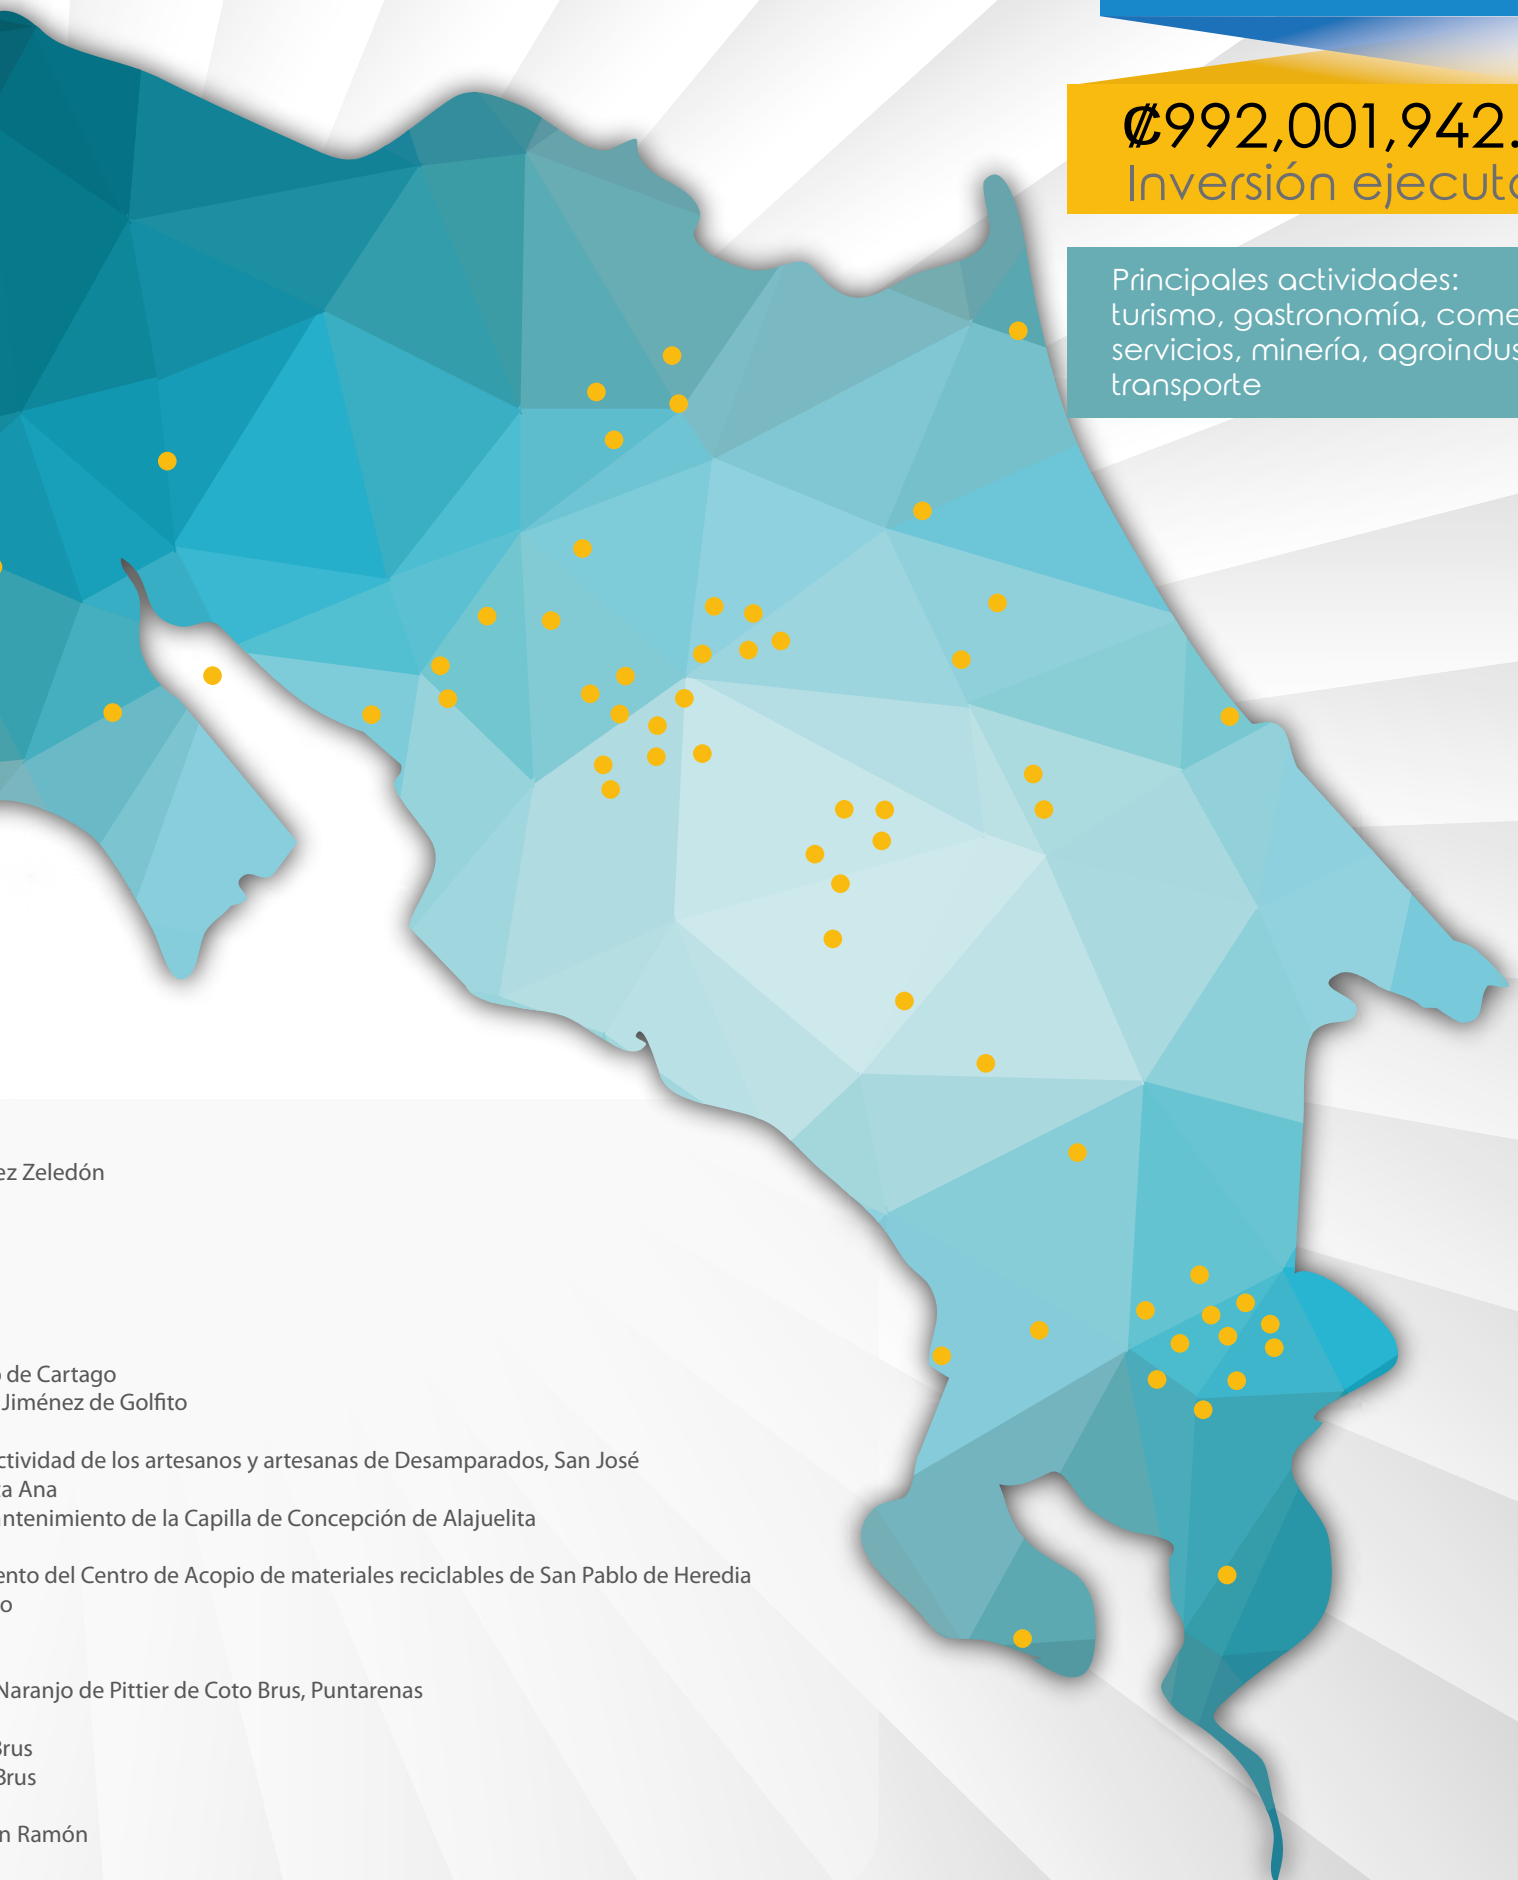 ₡992,001,942.
Inversión ejecuta
Principales actividades:
turismo, gastronomía, come
servicios, minería, agroindus
transporte
ez Zeledón
o de Cartago
Jiménez de Golfito
ctividad de los artesanos y artesanas de Desamparados, San José
ta Ana
antenimiento de la Capilla de Concepción de Alajuelita
ento del Centro de Acopio de materiales reciclables de San Pablo de Heredia
o
Naranjo de Pittier de Coto Brus, Puntarenas
Brus
Brus
n Ramón